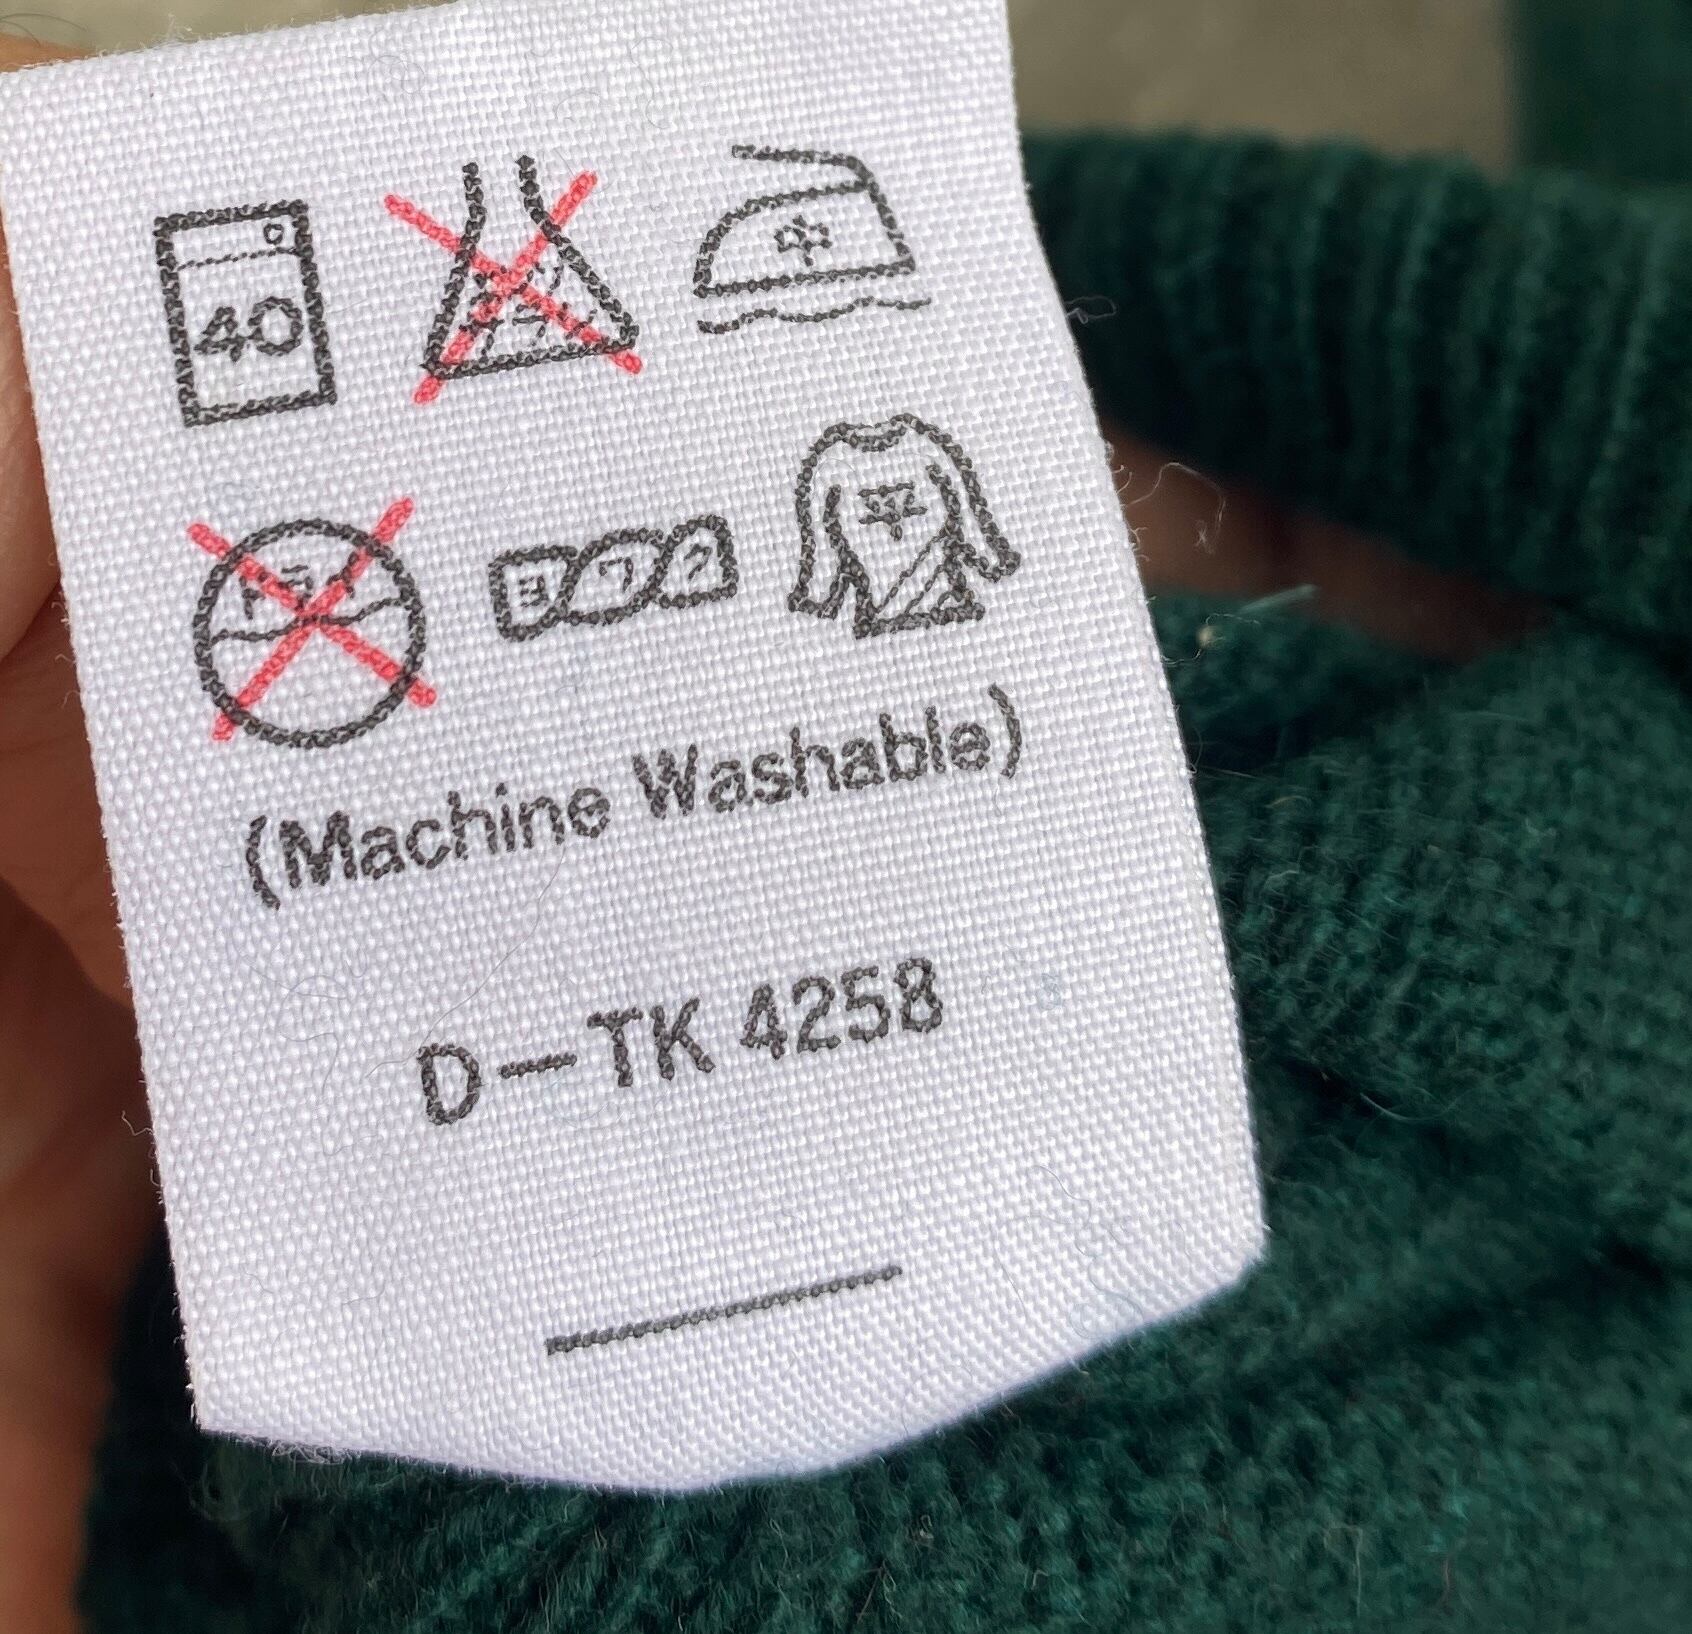 40
(Machine Washable)
D–TK 4258